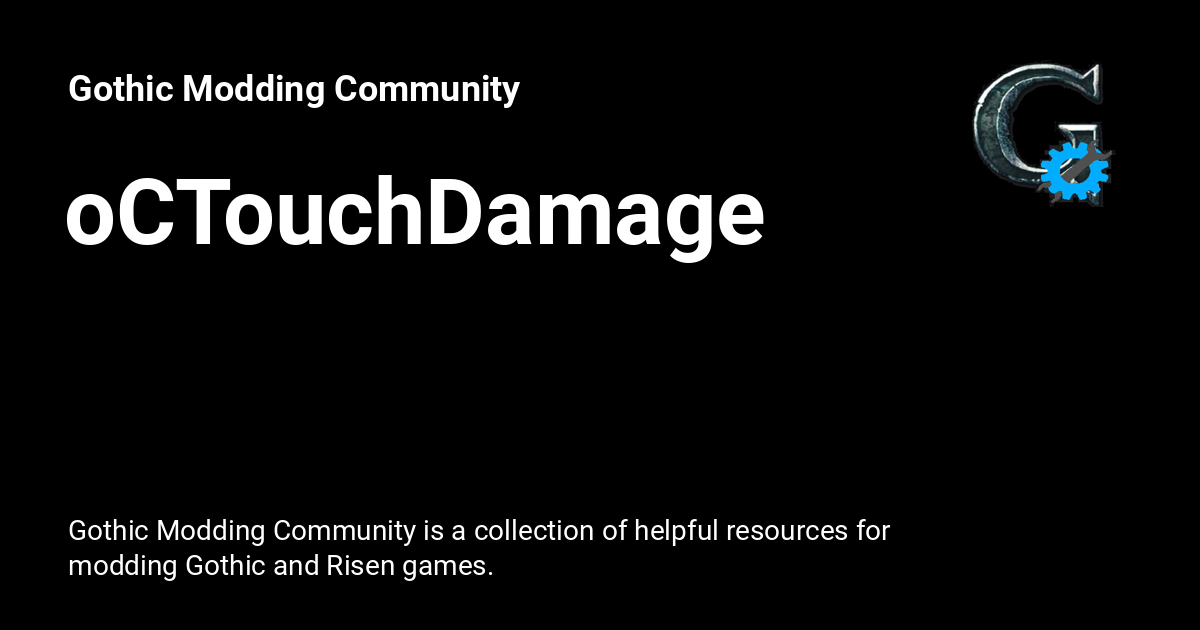 Gothic Modding Community
oCTouchDamage
Gothic Modding Community is a collection of helpful resources for
modding Gothic and Risen games.
G